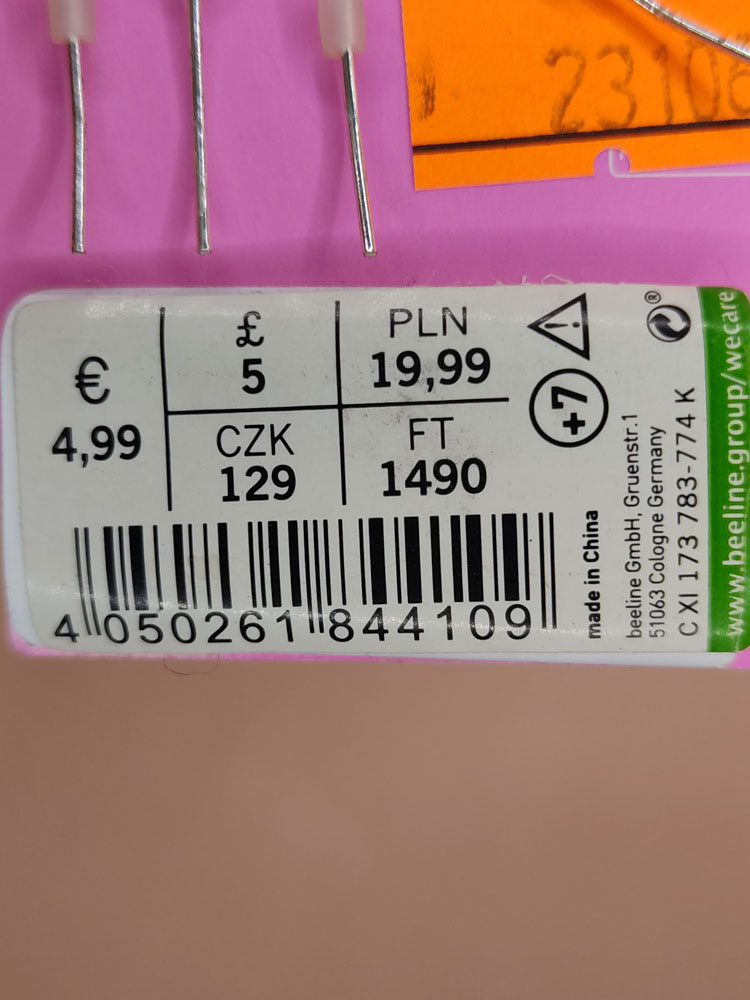 23106
€
4,99
£
5
PLN
19,99
CZK
129
FT
1490
+7
4 050261 844109
made in China
beeline GmbH, Gruenstr.1
51063 Cologne Germany
C XI 173 783-774 K
www.beeline.group/wecare
®